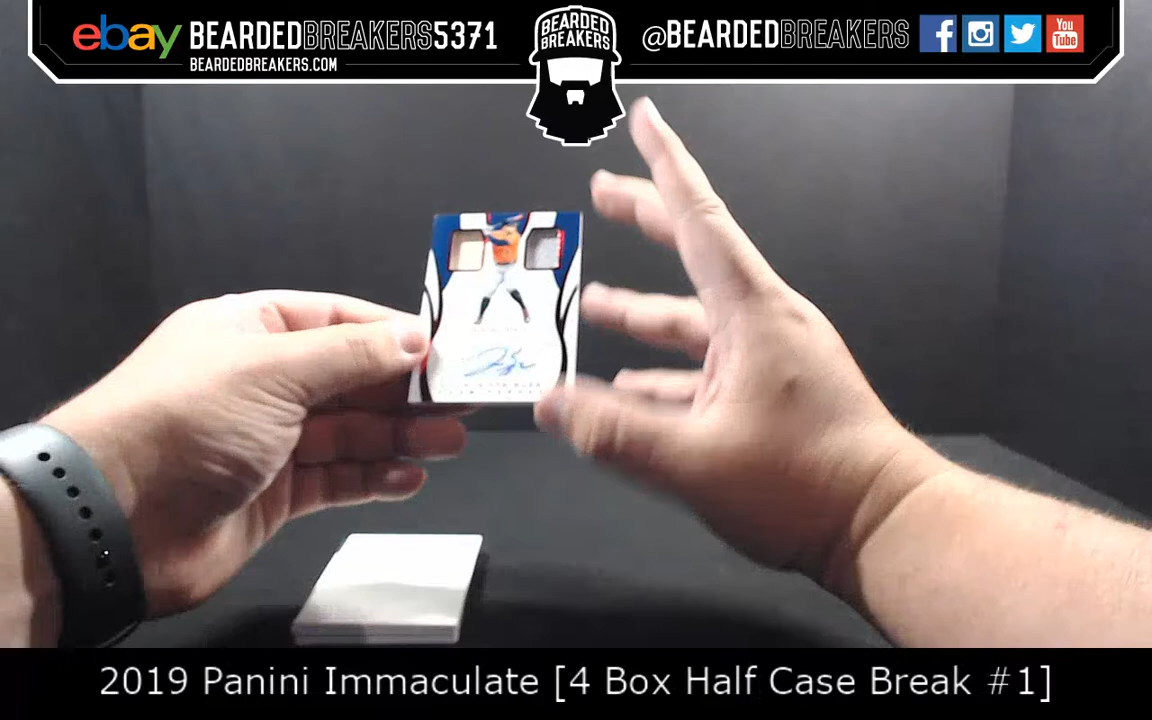 ebay BEARDEDBREAKERS5371
BEARDEDBREAKERS.COM
BEARDED
BREAKERS
@BEARDEDBREAKERS
You
Tube
2019 Panini Immaculate [4 Box Half Case Break #1]